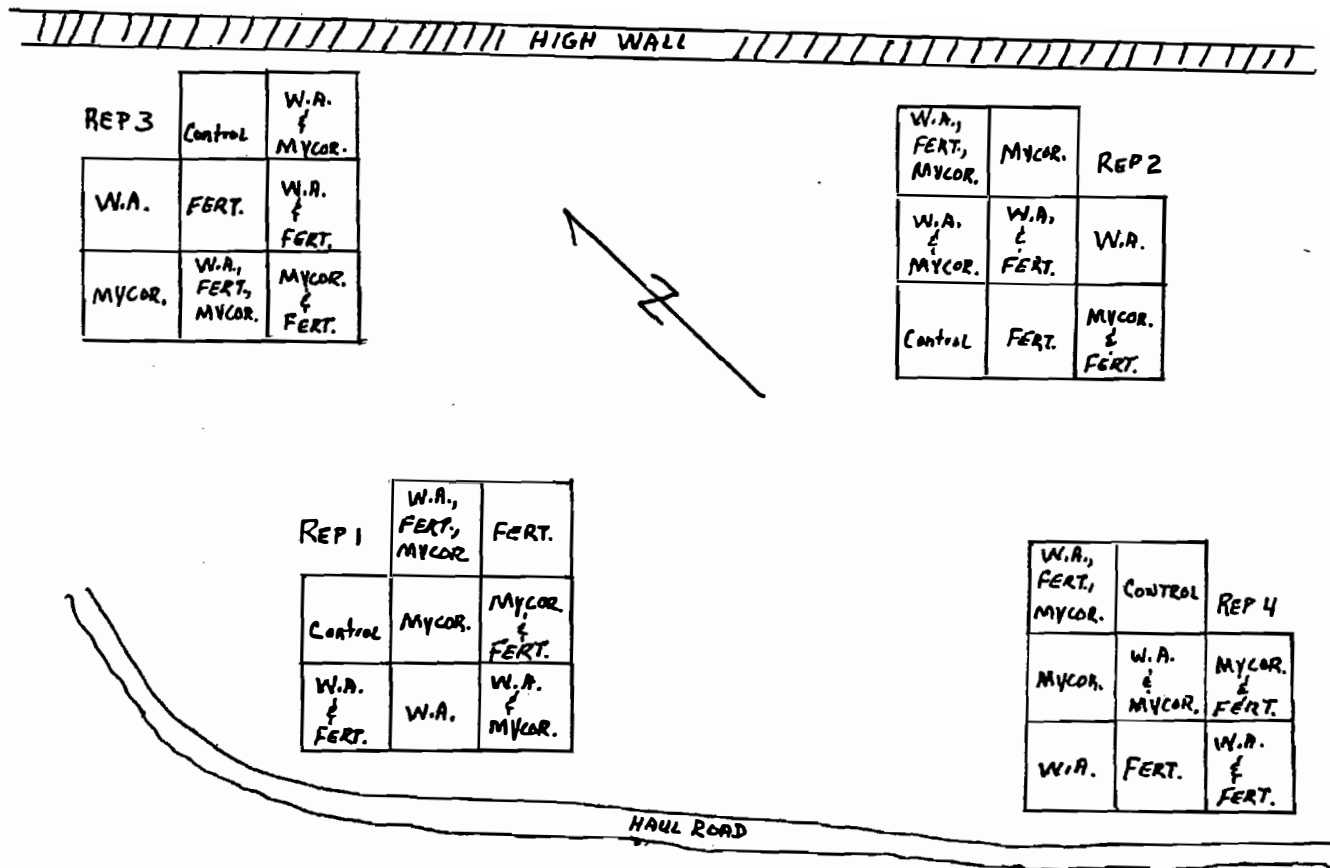 HIGH WALL
REP 3
Control
W.A.
&
MYCOR.
W.A.
FERT.
W.A.
&
FERT.
MYCOR.
W.A.,
FERT.,
MYCOR.
MYCOR.
&
FERT.
W.A.,
FERT.,
MYCOR.
MYCOR.
REP 2
W.A.
&
MYCOR.
W.A.
&
FERT.
W.A.
Control
FERT.
MYCOR.
&
FERT.
N
REP 1
W.A.,
FERT.,
MYCOR
FERT.
Control
MYCOR.
MYCOR
&
FERT.
W.A.
&
FERT.
W.A.
W.A.
&
MYCOR.
W.A.,
FERT.,
MYCOR.
CONTROL
REP 4
MYCOR.
W.A.
&
MYCOR.
MYCOR.
&
FERT.
W.A.
FERT.
W.A.
&
FERT.
HAUL ROAD